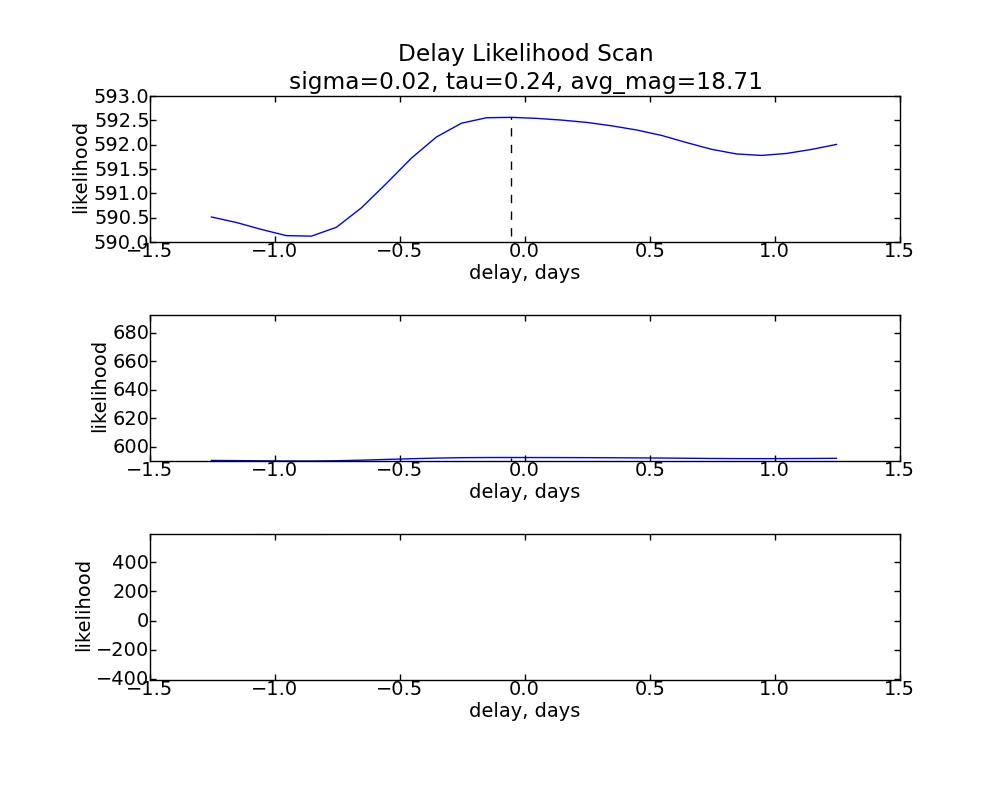 Delay Likelihood Scan
sigma=0.02, tau=0.24, avg_mag=18.71
593.0
592.5
592.0
591.5
591.0
590.5
590.0
likelihood
−1.5 −1.0 −0.5 0.0 0.5 1.0 1.5
delay, days
680
660
640
620
600
likelihood
−1.5 −1.0 −0.5 0.0 0.5 1.0 1.5
delay, days
400
200
0
−200
−400
likelihood
−1.5 −1.0 −0.5 0.0 0.5 1.0 1.5
delay, days